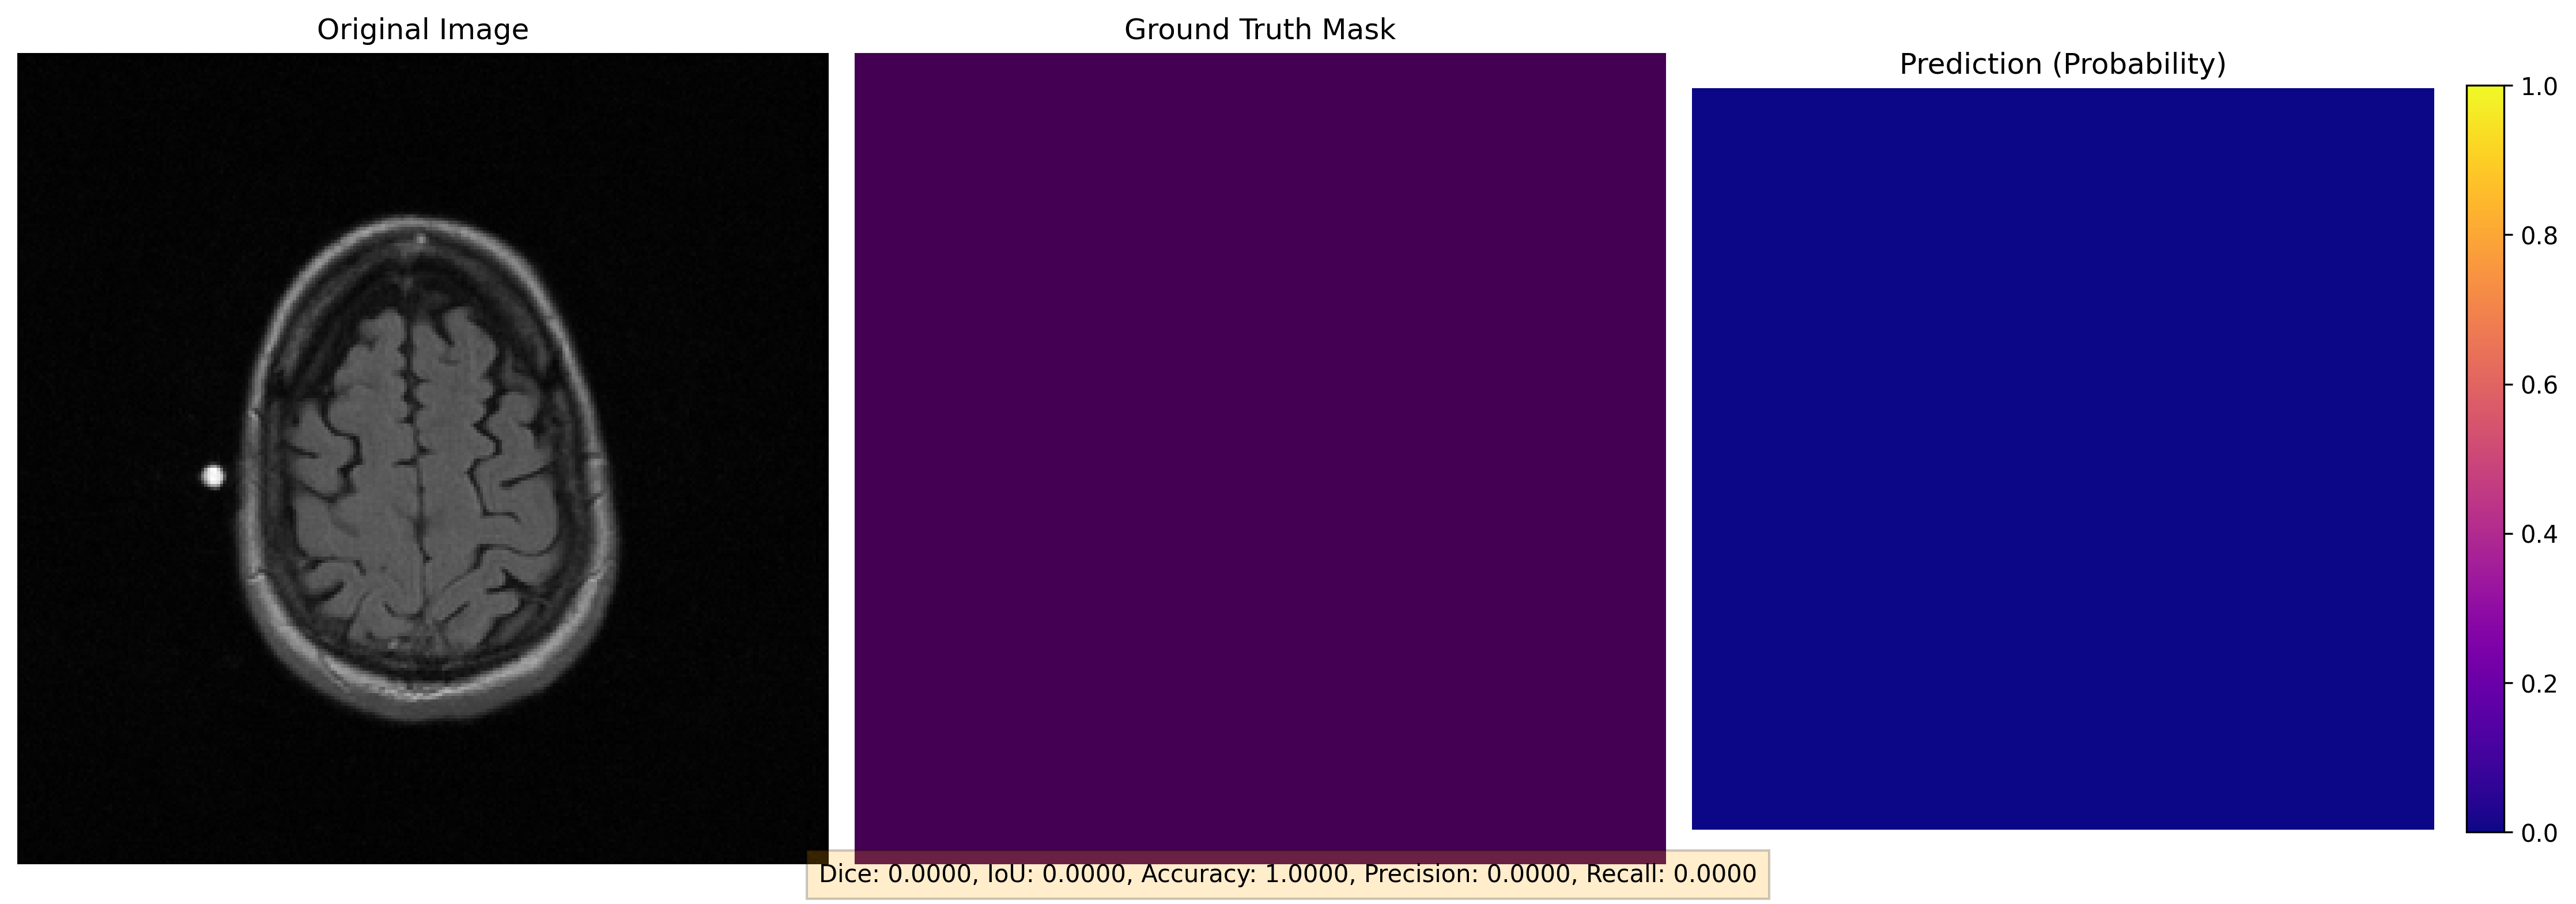 Original Image
Ground Truth Mask
Prediction (Probability)
1.0
0.8
0.6
0.4
0.2
0.0
Dice: 0.0000, IoU: 0.0000, Accuracy: 1.0000, Precision: 0.0000, Recall: 0.0000